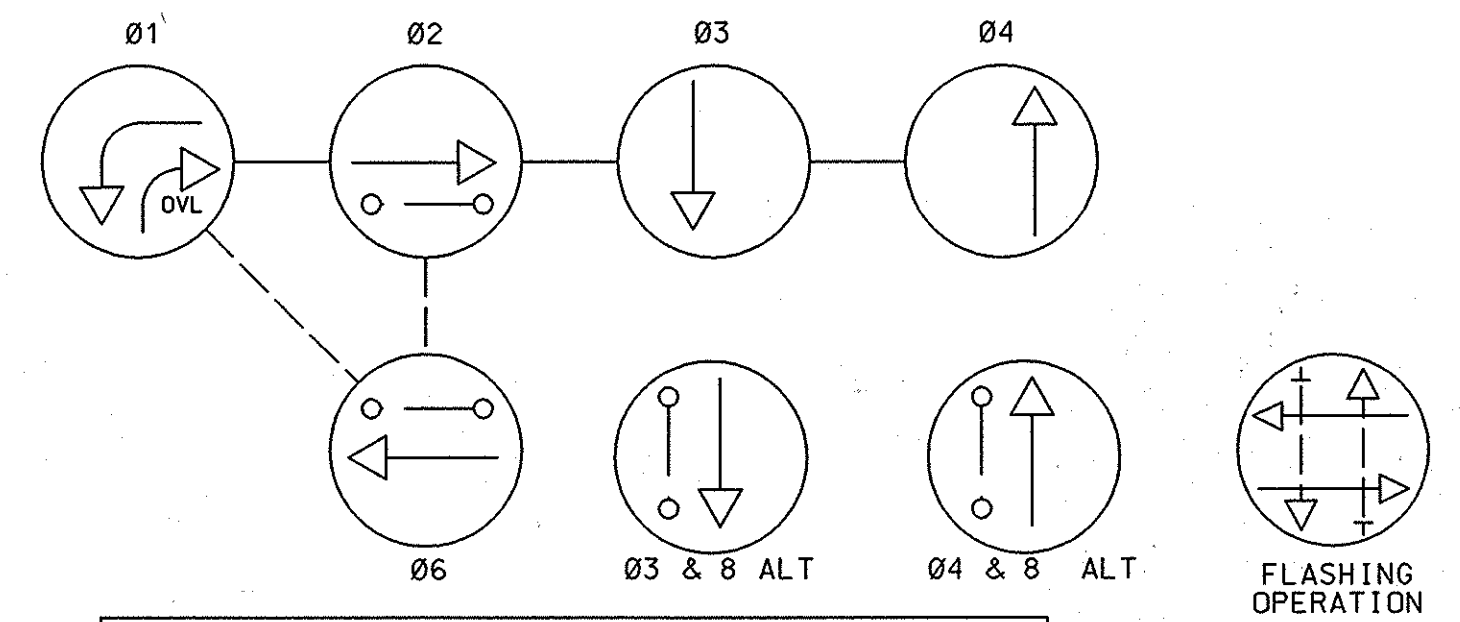 Ø1
Ø2
Ø3
Ø4
OVL
Ø6
Ø3 & 8 ALT
Ø4 & 8 ALT
FLASHING
OPERATION